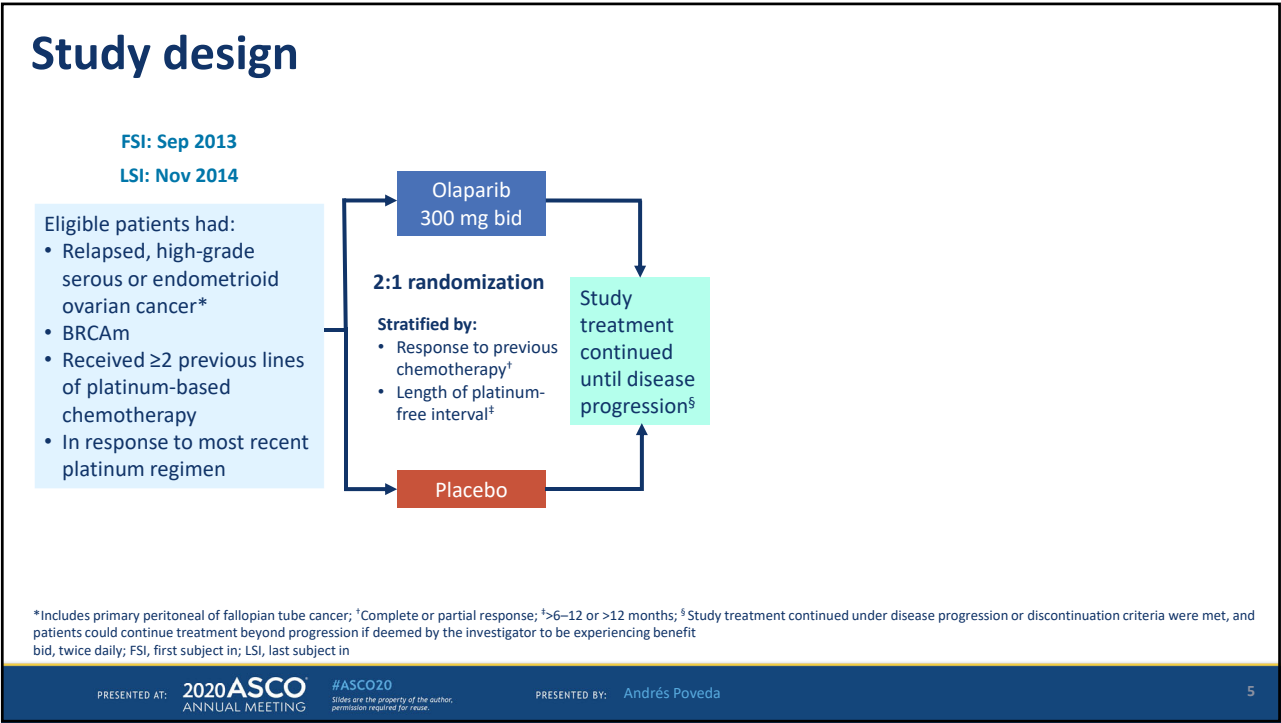 Study design
FSI: Sep 2013
LSI: Nov 2014
Eligible patients had:
• Relapsed, high-grade
serous or endometrioid
ovarian cancer*
• BRCAm
• Received ≥2 previous lines
of platinum-based
chemotherapy
• In response to most recent
platinum regimen
Olaparib
300 mg bid
2:1 randomization
Stratified by:
• Response to previous
chemotherapy†
• Length of platinum-
free interval‡
Placebo
Study
treatment
continued
until disease
progression§
*Includes primary peritoneal of fallopian tube cancer; †Complete or partial response; ‡>6–12 or >12 months; § Study treatment continued under disease progression or discontinuation criteria were met, and
patients could continue treatment beyond progression if deemed by the investigator to be experiencing benefit
bid, twice daily; FSI, first subject in; LSI, last subject in
PRESENTED AT: 2020 ASCO
ANNUAL MEETING
#ASCO20
Slides are the property of the author,
permission required for reuse.
PRESENTED BY: Andrés Poveda
5